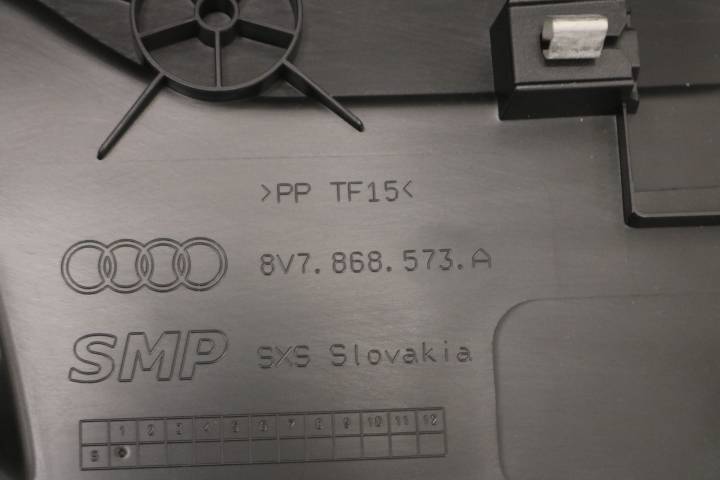 >PP TF15<
8V7.868.573.A
SMP SXS Slovakia
1 2 3 4 5 6 7 8 9 10 11 12